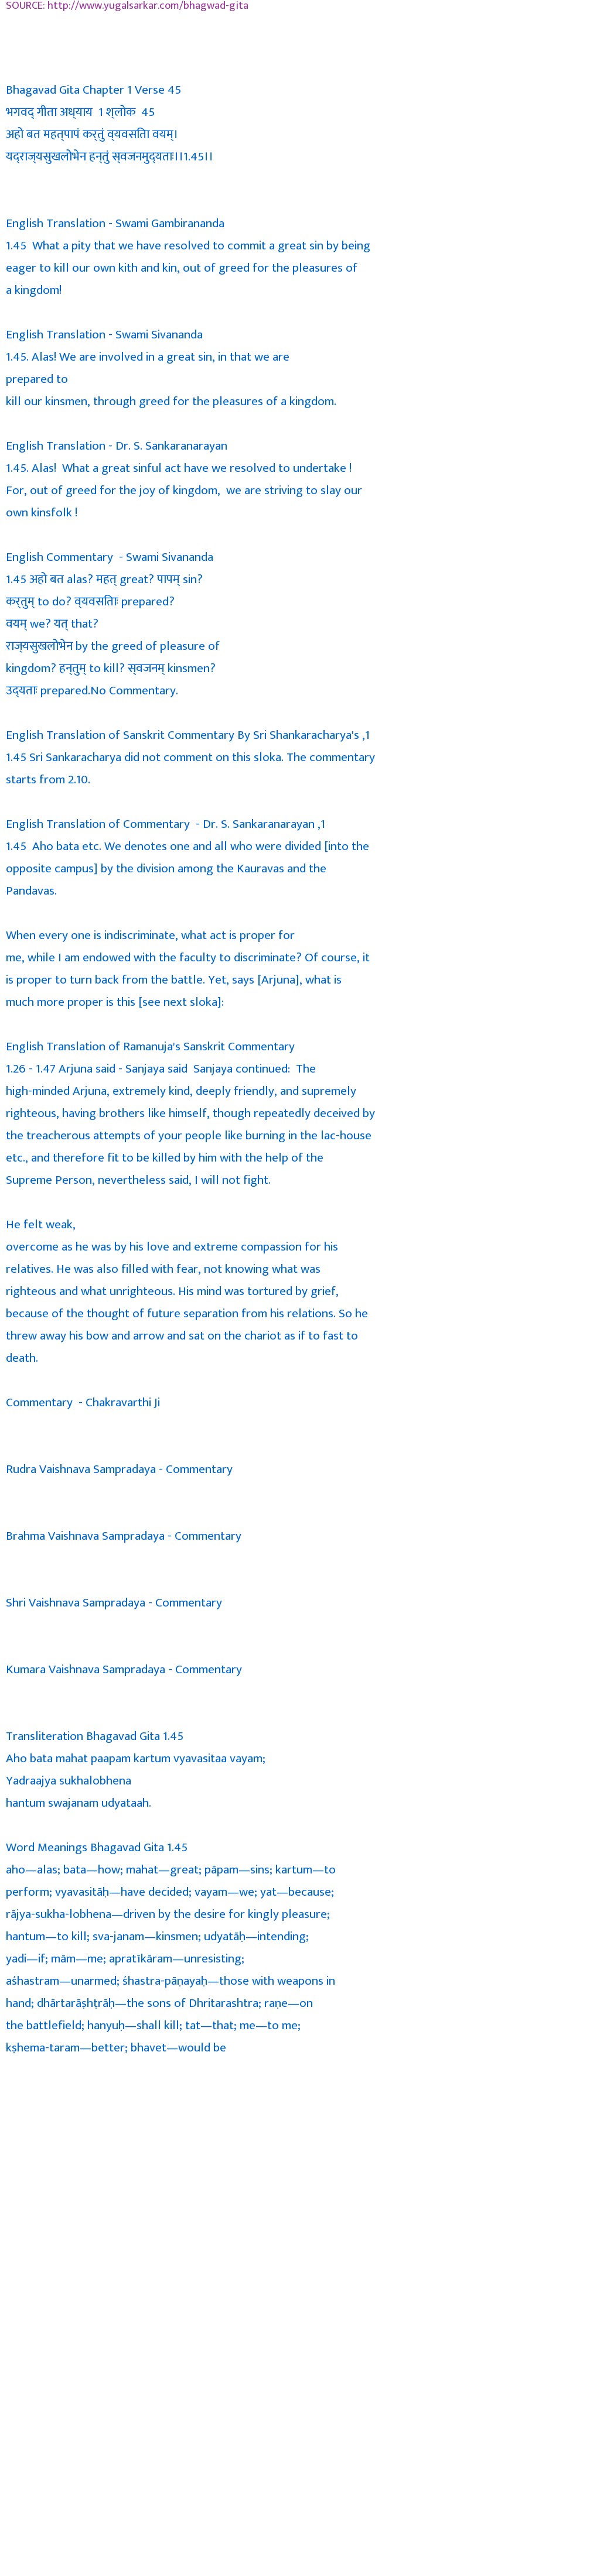 SOURCE: http://www.yugalsarkar.com/bhagwad-gita
Bhagavad Gita Chapter 1 Verse 45
भगवद् गीता अध्याय 1 श्लोक 45
अहो बत महत्पापं कर्तुं व्यवसिता वयम्।
यद्राज्यसुखलोभेन हन्तुं स्वजनमुद्यताः।।1.45।।
English Translation - Swami Gambirananda
1.45 What a pity that we have resolved to commit a great sin by being
eager to kill our own kith and kin, out of greed for the pleasures of
a kingdom!
English Translation - Swami Sivananda
1.45. Alas! We are involved in a great sin, in that we are
prepared to
kill our kinsmen, through greed for the pleasures of a kingdom.
English Translation - Dr. S. Sankaranarayan
1.45. Alas! What a great sinful act have we resolved to undertake !
For, out of greed for the joy of kingdom, we are striving to slay our
own kinsfolk !
English Commentary - Swami Sivananda
1.45 अहो बत alas? महत् great? पापम् sin?
कर्तुम् to do? व्यवसिताः prepared?
वयम् we? यत् that?
राज्यसुखलोभेन by the greed of pleasure of
kingdom? हन्तुम् to kill? स्वजनम् kinsmen?
उद्यताः prepared.No Commentary.
English Translation of Sanskrit Commentary By Sri Shankaracharya's ,1
1.45 Sri Sankaracharya did not comment on this sloka. The commentary
starts from 2.10.
English Translation of Commentary - Dr. S. Sankaranarayan ,1
1.45 Aho bata etc. We denotes one and all who were divided [into the
opposite campus] by the division among the Kauravas and the
Pandavas.
When every one is indiscriminate, what act is proper for
me, while I am endowed with the faculty to discriminate? Of course, it
is proper to turn back from the battle. Yet, says [Arjuna], what is
much more proper is this [see next sloka]:
English Translation of Ramanuja's Sanskrit Commentary
1.26 - 1.47 Arjuna said - Sanjaya said Sanjaya continued: The
high-minded Arjuna, extremely kind, deeply friendly, and supremely
righteous, having brothers like himself, though repeatedly deceived by
the treacherous attempts of your people like burning in the lac-house
etc., and therefore fit to be killed by him with the help of the
Supreme Person, nevertheless said, I will not fight.
He felt weak,
overcome as he was by his love and extreme compassion for his
relatives. He was also filled with fear, not knowing what was
righteous and what unrighteous. His mind was tortured by grief,
because of the thought of future separation from his relations. So he
threw away his bow and arrow and sat on the chariot as if to fast to
death.
Commentary - Chakravarthi Ji
Rudra Vaishnava Sampradaya - Commentary
Brahma Vaishnava Sampradaya - Commentary
Shri Vaishnava Sampradaya - Commentary
Kumara Vaishnava Sampradaya - Commentary
Transliteration Bhagavad Gita 1.45
Aho bata mahat paapam kartum vyavasitaa vayam;
Yadraajya sukhalobhena
hantum swajanam udyataah.
Word Meanings Bhagavad Gita 1.45
aho—alas; bata—how; mahat—great; pāpam—sins; kartum—to
perform; vyavasitāḥ—have decided; vayam—we; yat—because;
rājya-sukha-lobhena—driven by the desire for kingly pleasure;
hantum—to kill; sva-janam—kinsmen; udyatāḥ—intending;
yadi—if; mām—me; apratīkāram—unresisting;
aśhastram—unarmed; śhastra-pāṇayaḥ—those with weapons in
hand; dhārtarāṣhṭrāḥ—the sons of Dhritarashtra; raṇe—on
the battlefield; hanyuḥ—shall kill; tat—that; me—to me;
kṣhema-taram—better; bhavet—would be